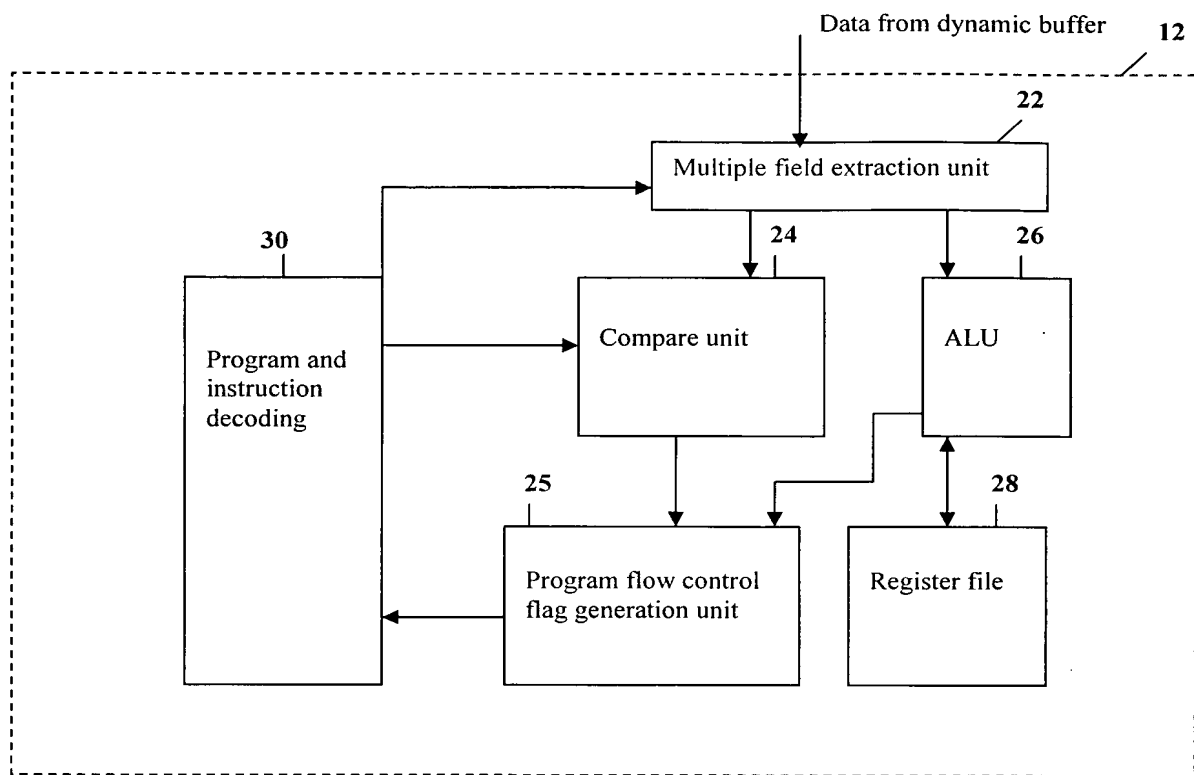 Data from dynamic buffer
12
22
Multiple field extraction unit
24
26
30
Compare unit
ALU
Program and
instruction
decoding
25
28
Program flow control
flag generation unit
Register file